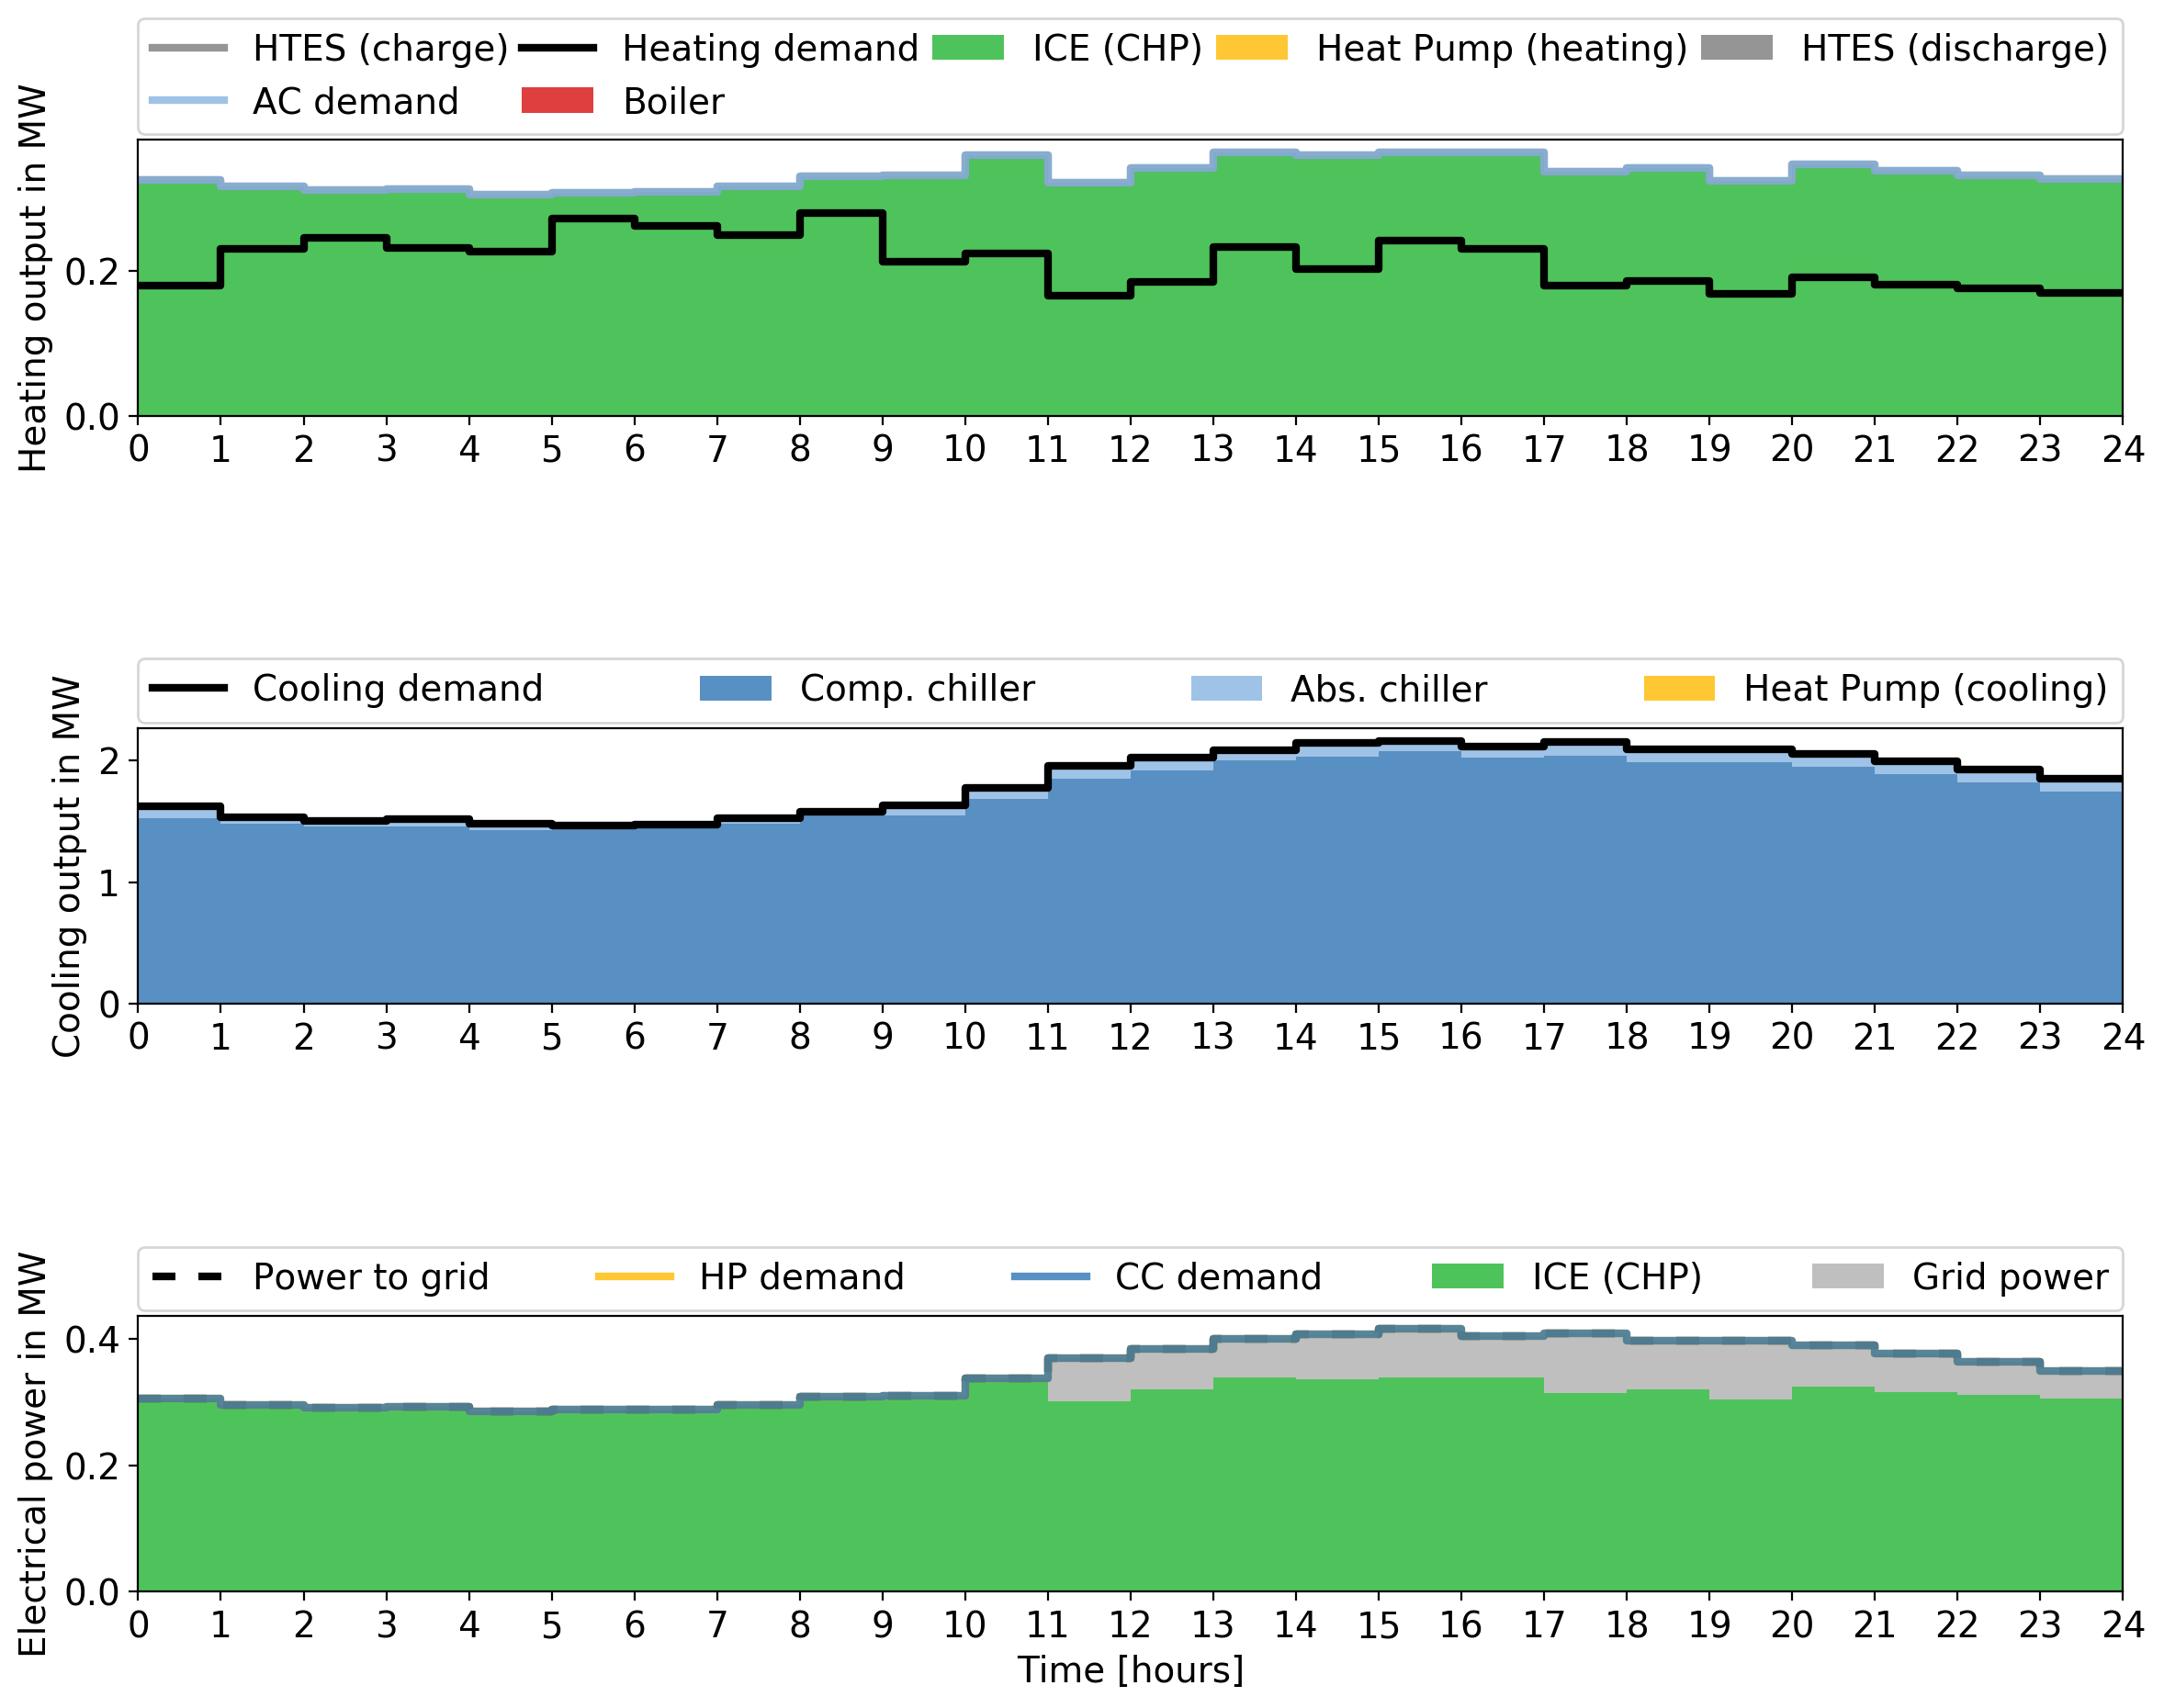 HTES (charge) Heating demand ICE (CHP) Heat Pump (heating) HTES (discharge)
AC demand Boiler
Heating output in MW
0.2
0.0
0 1 2 3 4 5 6 7 8 9 10 11 12 13 14 15 16 17 18 19 20 21 22 23 24
Cooling demand Comp. chiller Abs. chiller Heat Pump (cooling)
Cooling output in MW
2
1
0
0 1 2 3 4 5 6 7 8 9 10 11 12 13 14 15 16 17 18 19 20 21 22 23 24
Power to grid HP demand CC demand ICE (CHP) Grid power
Electrical power in MW
0.4
0.2
0.0
0 1 2 3 4 5 6 7 8 9 10 11 12 13 14 15 16 17 18 19 20 21 22 23 24
Time [hours]